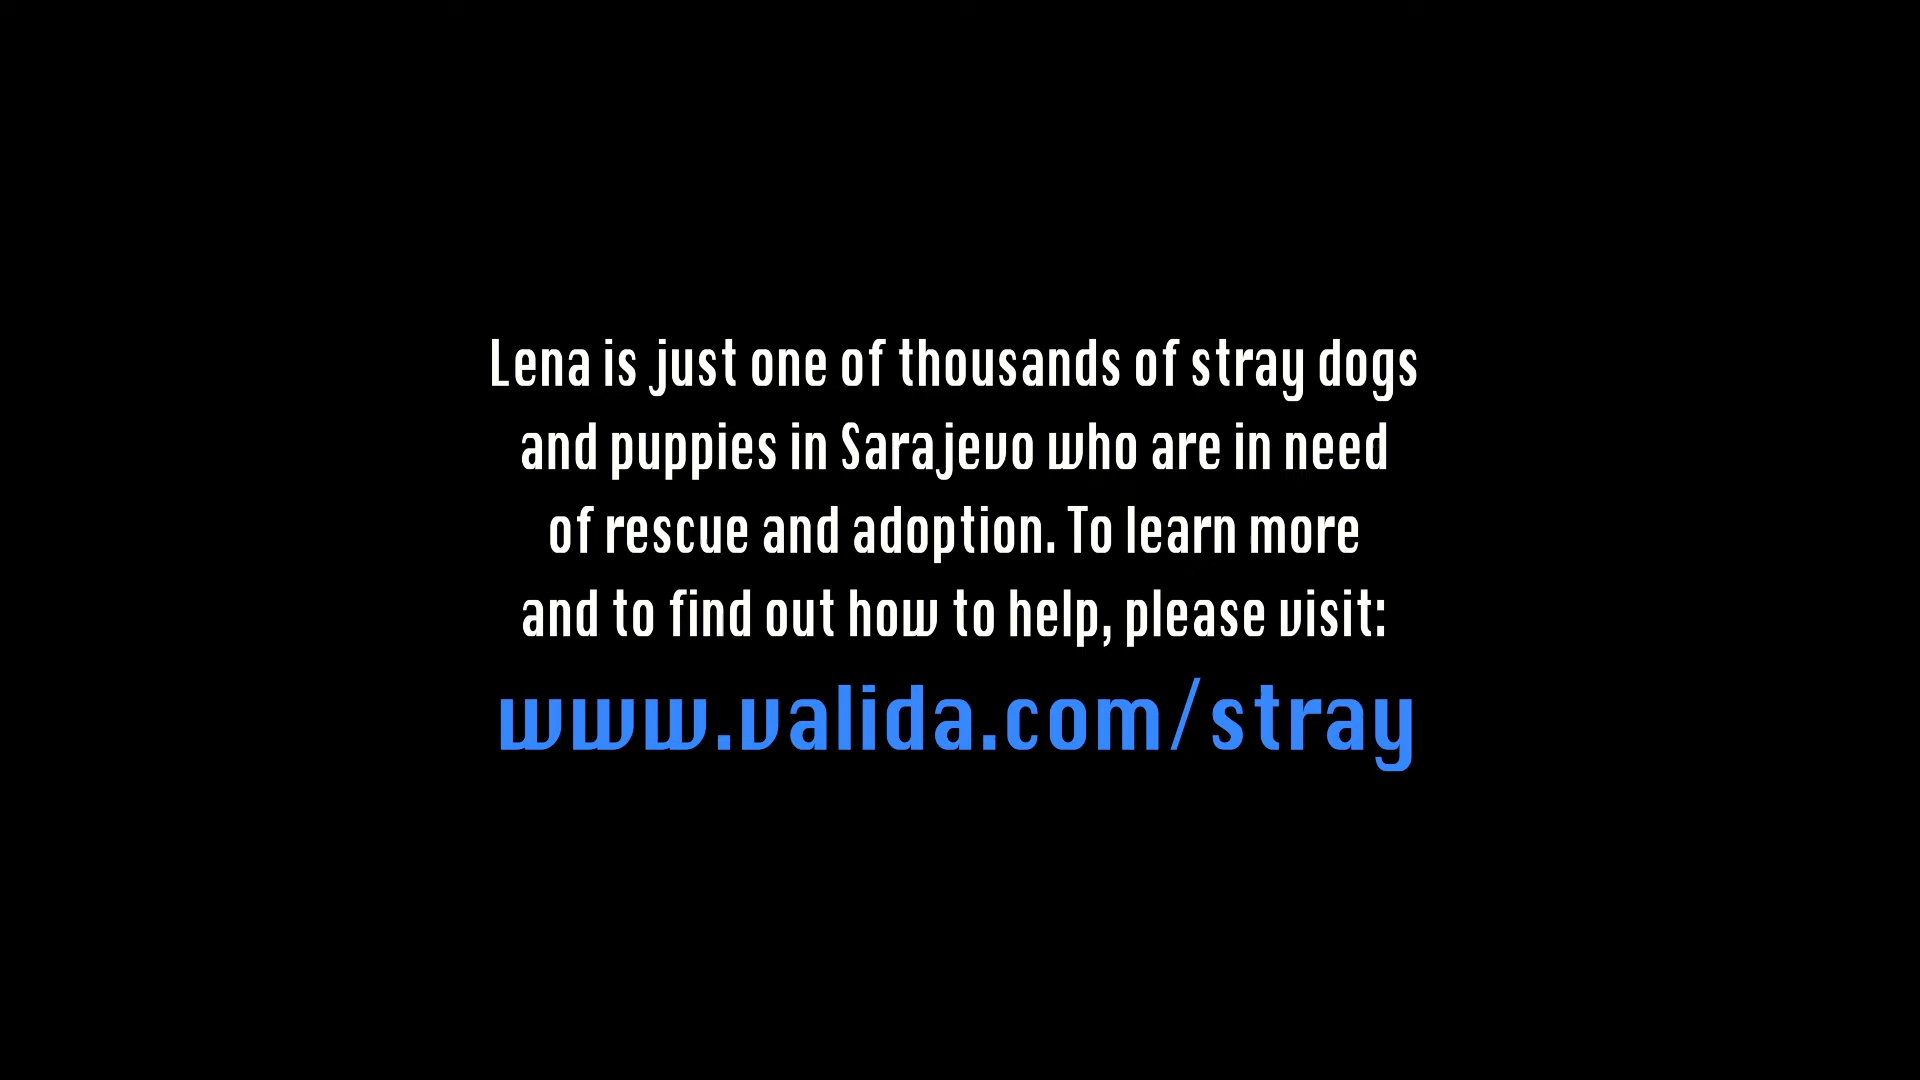 Lena is just one of thousands of stray dogs
and puppies in Sarajevo who are in need
of rescue and adoption. To learn more
and to find out how to help, please visit:
www.valida.com/stray